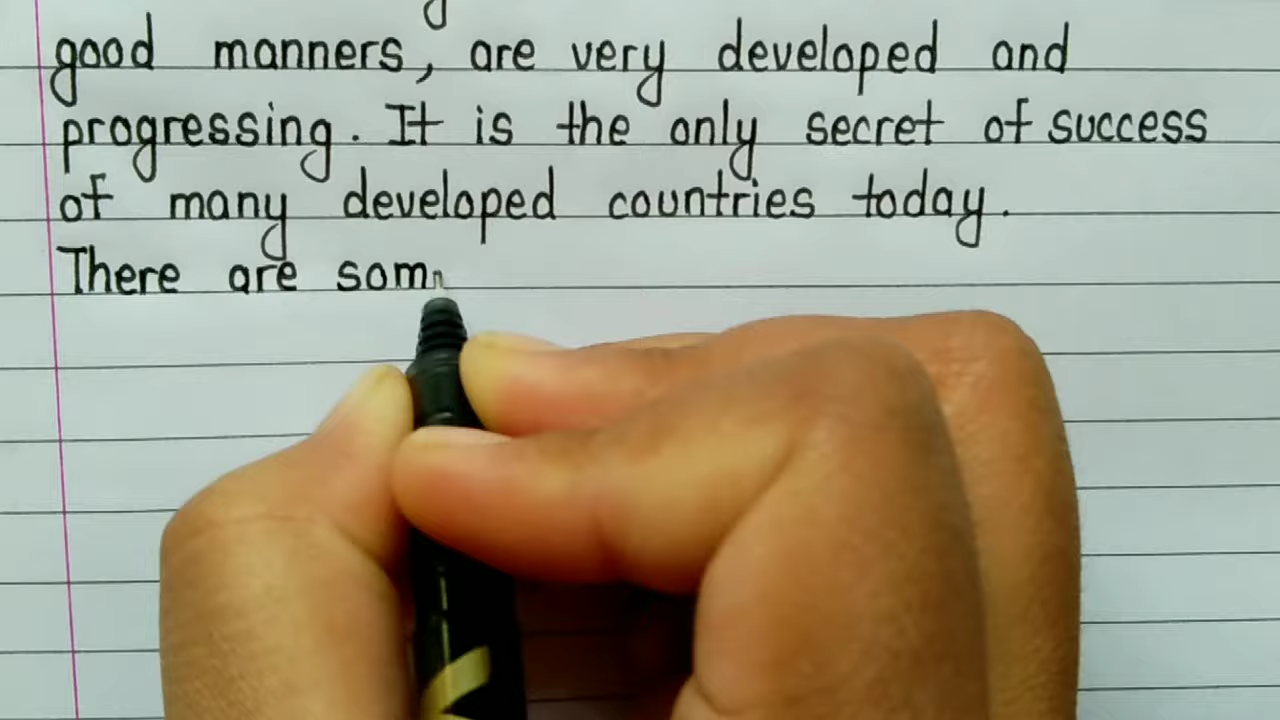 good manners, are very developed and
progressing. It is the only secret of success
of many developed countries today.
There are som